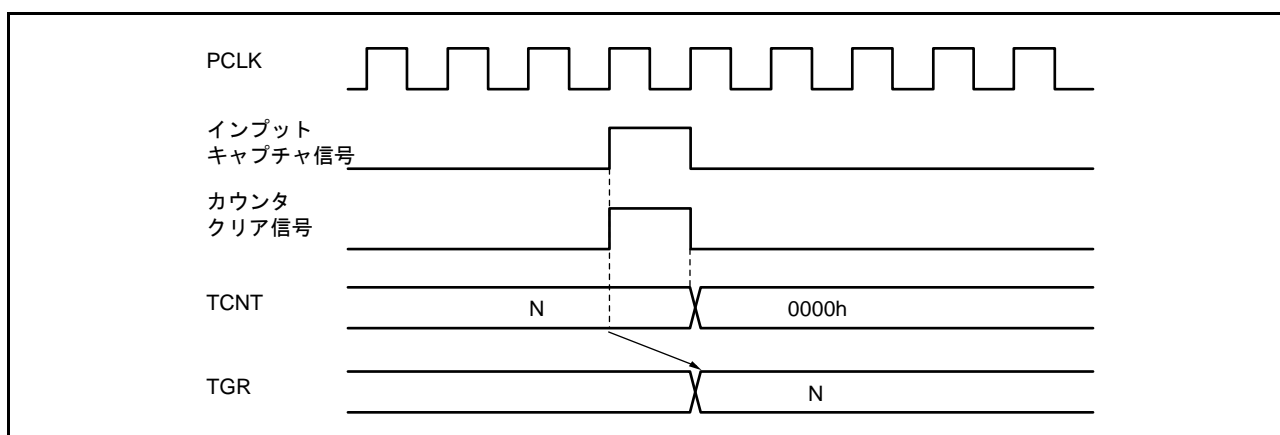 PCLK
インプット
キャプチャ信号
カウンタ
クリア信号
TCNT
N
0000h
TGR
N